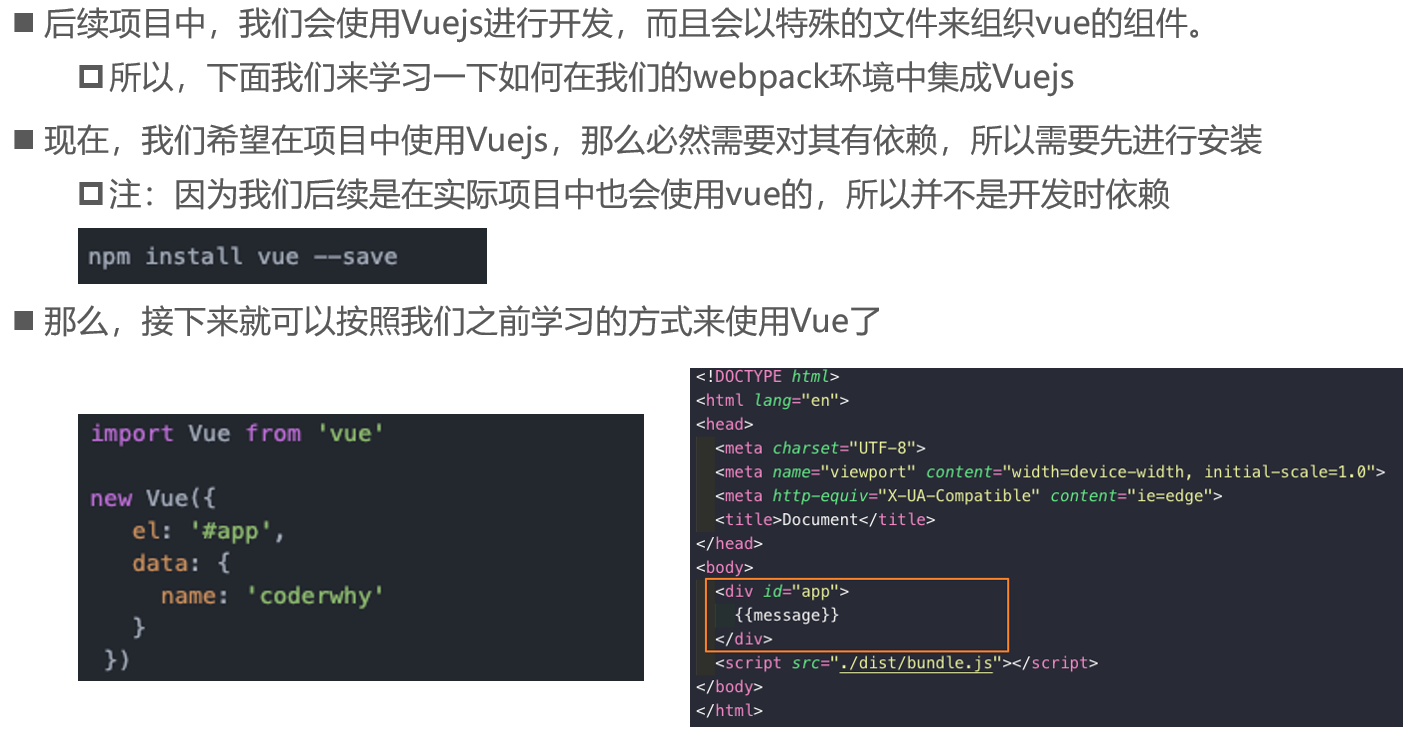 ■ 后续项目中，我们会使用Vuejs进行开发，而且会以特殊的文件来组织vue的组件。
所以，下面我们来学习一下如何在我们的webpack环境中集成Vuejs
■ 现在，我们希望在项目中使用Vuejs，那么必然需要对其有依赖，所以需要先进行安装
注：因为我们后续是在实际项目中也会使用vue的，所以并不是开发时依赖
npm install vue --save
■ 那么，接下来就可以按照我们之前学习的方式来使用Vue了
import Vue from 'vue'
new Vue({
el: '#app',
data: {
name: 'coderwhy'
}
})
<!DOCTYPE html>
<html lang="en">
<head>
<meta charset="UTF-8">
<meta name="viewport" content="width=device-width, initial-scale=1.0">
<meta http-equiv="X-UA-Compatible" content="ie=edge">
<title>Document</title>
</head>
<body>
<div id="app">
{{message}}
</div>
<script src="./dist/bundle.js"></script>
</body>
</html>